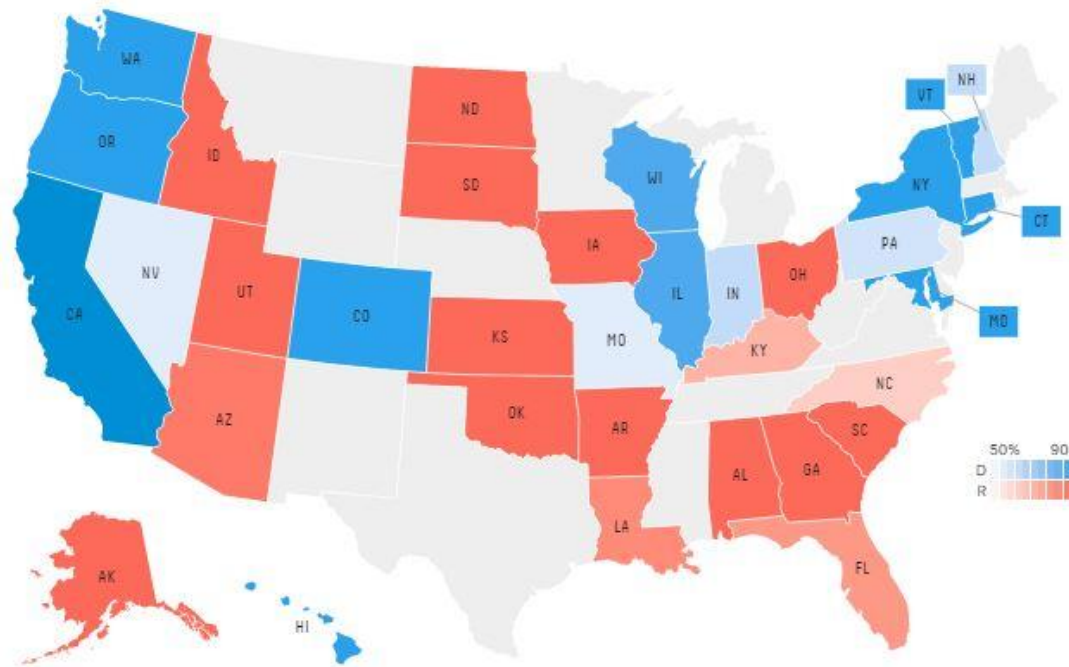 WA
NH
VT
ND
OR
ID
WI
SD
NY
CT
IA
PA
NV
OH
UT
IL
IN
CA
CO
MD
KS
MO
KY
NC
AZ
OK
AR
SC
50% 90
D
AL
GA
R
LA
FL
AK
HI